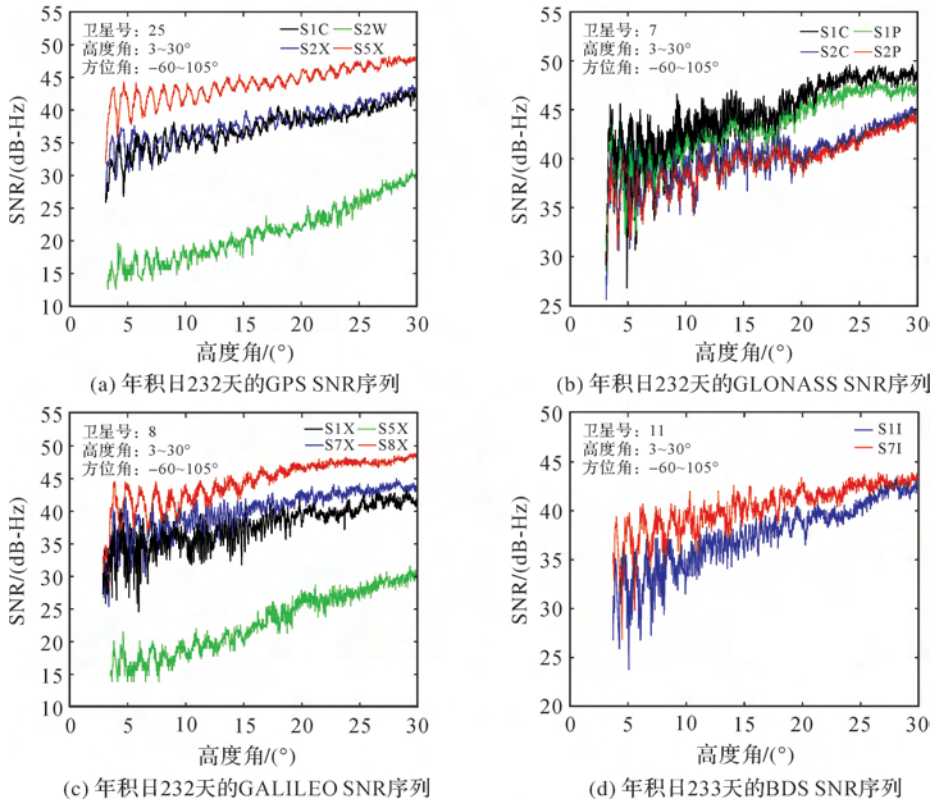 卫星号：25
高度角：3~30°
方位角：-60~105°
S1C S2W
S2X S5X
55
50
45
40
35
30
25
20
15
10
SNR/(dB-Hz)
0 5 10 15 20 25 30
高度角/(°)
(a) 年积日232天的GPS SNR序列
卫星号：7
高度角：3~30°
方位角：-60~105°
S1C S1P
S2C S2P
55
50
45
40
35
30
25
SNR/(dB-Hz)
0 5 10 15 20 25 30
高度角/(°)
(b) 年积日232天的GLONASS SNR序列
卫星号：8
高度角：3~30°
方位角：-60~105°
S1X S5X
S7X S8X
55
50
45
40
35
30
25
20
15
10
SNR/(dB-Hz)
0 5 10 15 20 25 30
高度角/(°)
(c) 年积日232天的GALILEO SNR序列
卫星号：11
高度角：3~30°
方位角：-60~105°
S1I
S7I
50
45
40
35
30
25
20
SNR/(dB-Hz)
0 5 10 15 20 25 30
高度角/(°)
(d) 年积日233天的BDS SNR序列